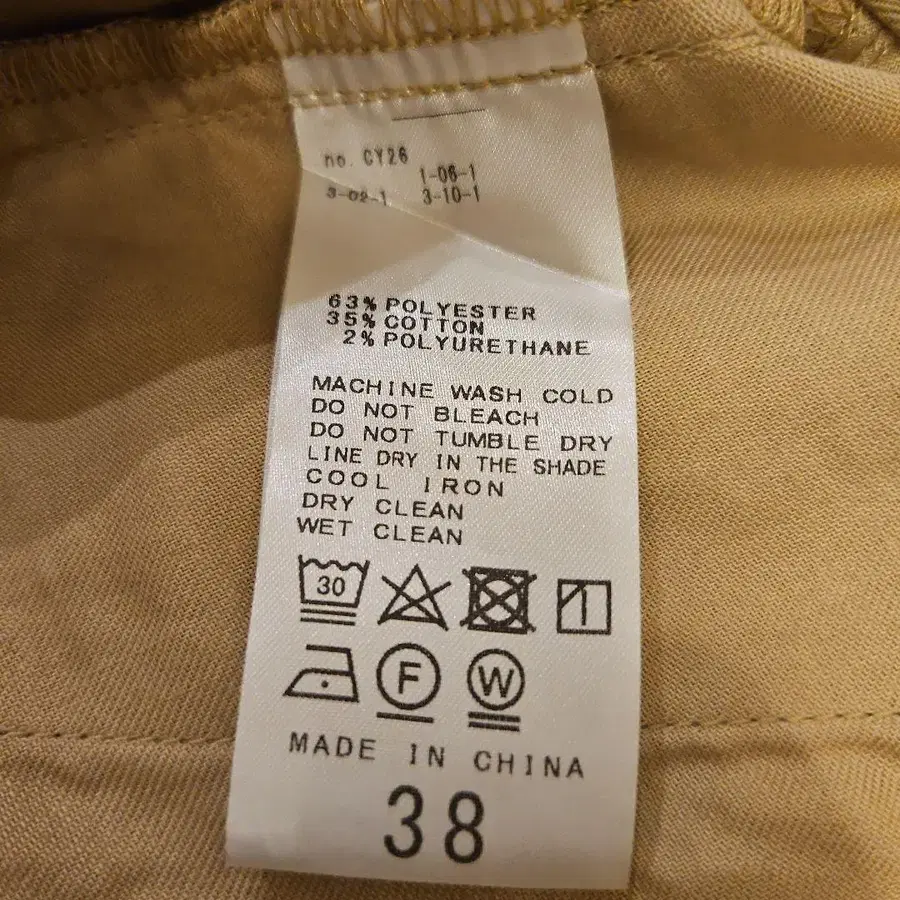 no. CY26
1-06-1
3-02-1 3-10-1
63% POLYESTER
35% COTTON
2% POLYURETHANE
MACHINE WASH COLD
DO NOT BLEACH
DO NOT TUMBLE DRY
LINE DRY IN THE SHADE
COOL IRON
DRY CLEAN
WET CLEAN
30
F W
MADE IN CHINA
38